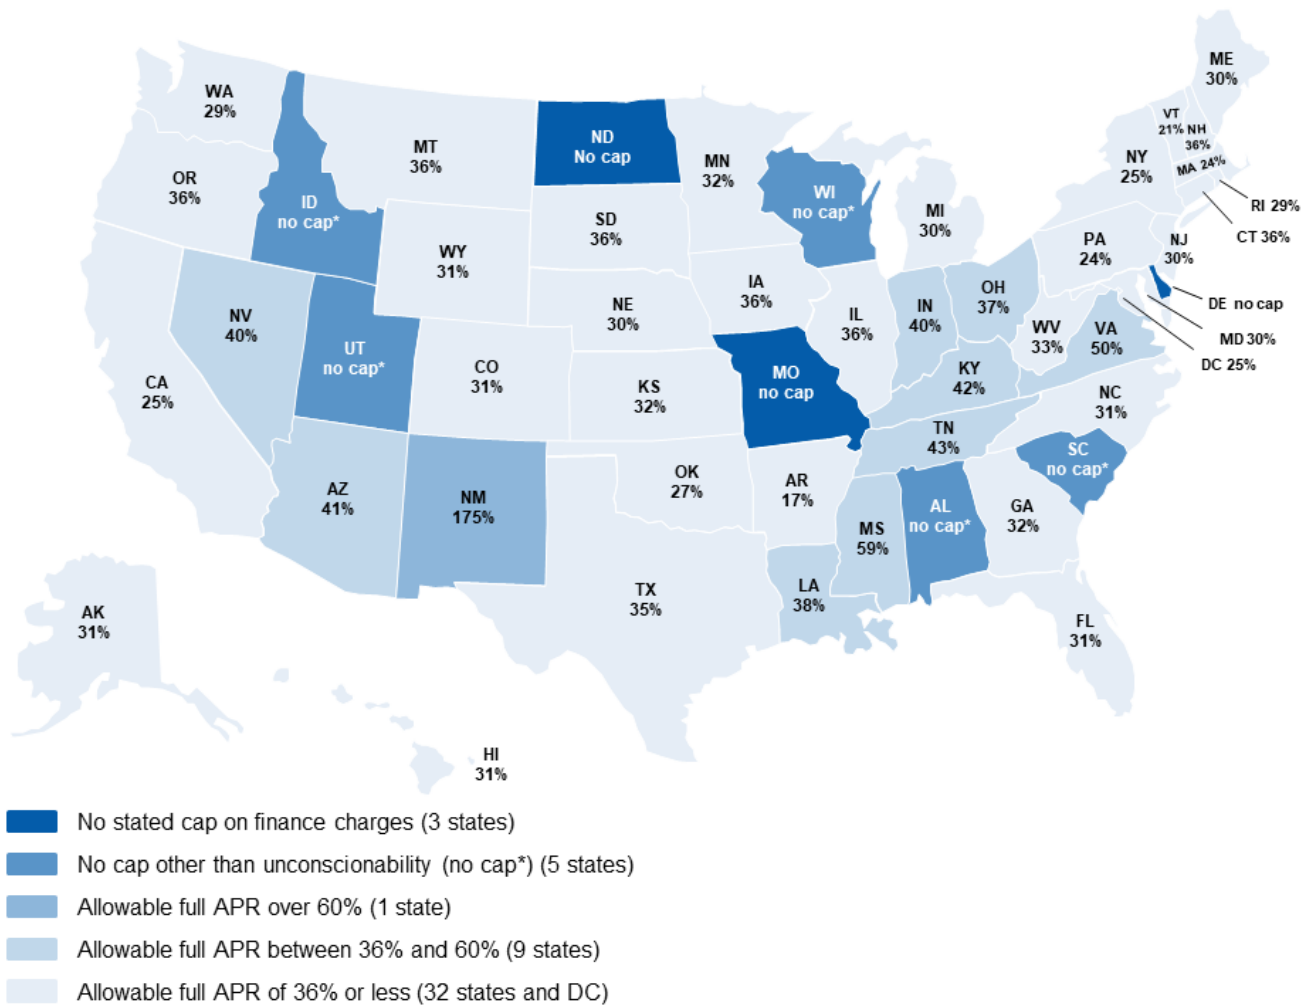 ME
30%
WA
29%
VT
21%
NH
36%
MT
36%
ND
No cap
MN
32%
NY
25%
MA 24%
OR
36%
ID
no cap*
WI
no cap*
RI 29%
SD
36%
MI
30%
CT 36%
WY
31%
PA
24%
NJ
30%
IA
36%
OH
37%
NE
30%
IN
40%
DE no cap
NV
40%
IL
36%
WV
33%
VA
50%
MD 30%
UT
no cap*
DC 25%
CO
31%
MO
no cap
KY
42%
CA
25%
KS
32%
NC
31%
TN
43%
SC
no cap*
OK
27%
AR
17%
AZ
41%
NM
175%
AL
no cap*
GA
32%
MS
59%
TX
35%
LA
38%
AK
31%
FL
31%
HI
31%
No stated cap on finance charges (3 states)
No cap other than unconscionability (no cap*) (5 states)
Allowable full APR over 60% (1 state)
Allowable full APR between 36% and 60% (9 states)
Allowable full APR of 36% or less (32 states and DC)